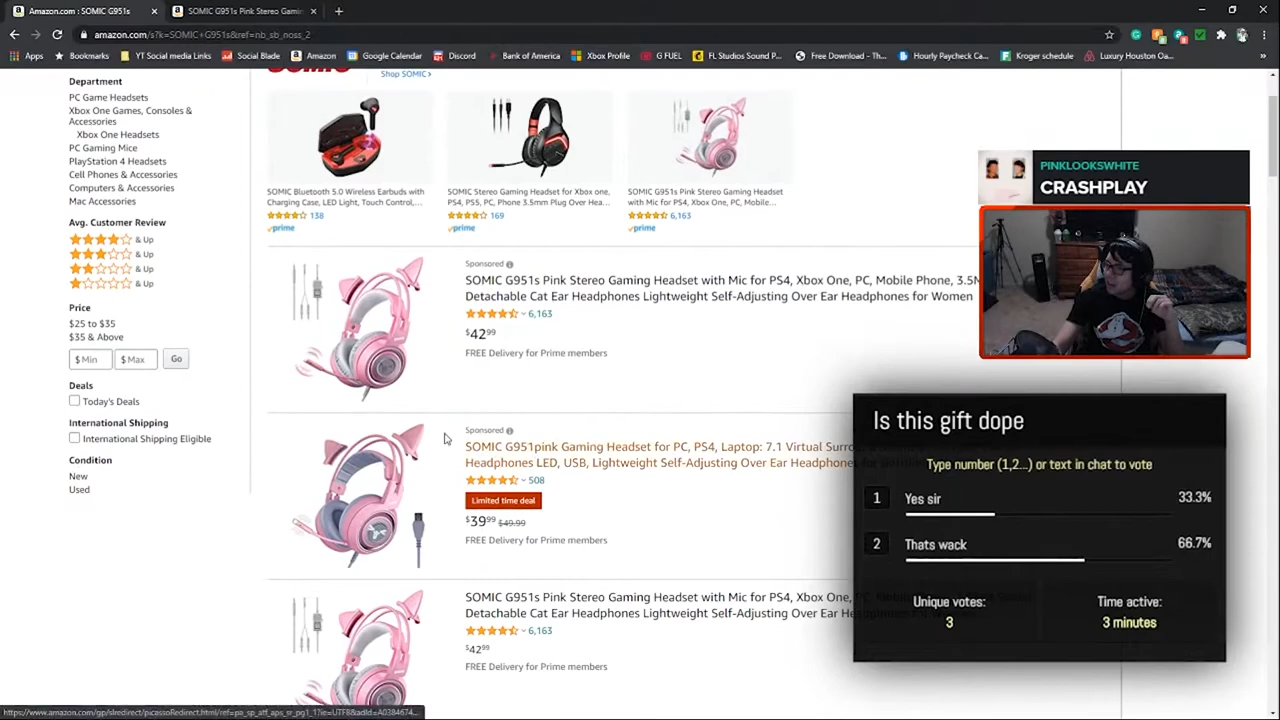 Amazon.com : SOMIC G951s
SOMIC G951s Pink Stereo Gamin
amazon.com/s?k=SOMIC+G951s&ref=nb_sb_noss_2
Apps
Bookmarks
YT Social media Links
Social Blade
Amazon
Google Calendar
Discord
Bank of America
Xbox Profile
G FUEL
FL Studios Sound P...
Free Download - Th...
Hourly Paycheck Ca...
Kroger schedule
Luxury Houston Oa...
Department
PC Game Headsets
Xbox One Games, Consoles &
Accessories
Xbox One Headsets
PC Gaming Mice
PlayStation 4 Headsets
Cell Phones & Accessories
Computers & Accessories
Mac Accessories
Avg. Customer Review
& Up
& Up
& Up
& Up
Price
$25 to $35
$35 & Above
$ Min
$ Max
Go
Deals
Today's Deals
International Shipping
International Shipping Eligible
Condition
New
Used
SOMIC
Shop SOMIC ›
SOMIC Bluetooth 5.0 Wireless Earbuds with
Charging Case, LED Light, Touch Control,...
138
prime
SOMIC Stereo Gaming Headset for Xbox one,
PS4, PS5, PC, Phone 3.5mm Plug Over Hea...
169
prime
SOMIC G951s Pink Stereo Gaming Headset
with Mic for PS4, Xbox One, PC, Mobile...
6,163
prime
Sponsored
SOMIC G951s Pink Stereo Gaming Headset with Mic for PS4, Xbox One, PC, Mobile Phone, 3.5M
Detachable Cat Ear Headphones Lightweight Self-Adjusting Over Ear Headphones for Women
6,163
$42 99
FREE Delivery for Prime members
Sponsored
SOMIC G951pink Gaming Headset for PC, PS4, Laptop: 7.1 Virtual Surro
Headphones LED, USB, Lightweight Self-Adjusting Over Ear Headphones
508
Limited time deal
$39 99 $49.99
FREE Delivery for Prime members
SOMIC G951s Pink Stereo Gaming Headset with Mic for PS4, Xbox One, PC, Mobile
Detachable Cat Ear Headphones Lightweight Self-Adjusting Over Ear Headphones
6,163
$42 99
FREE Delivery for Prime members
PINKLOOKSWHITE
CRASHPLAY
Is this gift dope
Type number (1,2...) or text in chat to vote
1
Yes sir
33.3%
2
Thats wack
66.7%
Unique votes:
3
Time active:
3 minutes
https://www.amazon.com/gp/slredirect/picassoRedirect.html/ref=pa_sp_atf_aps_sr_pg1_1?ie=UTF8&adId=A0384674...